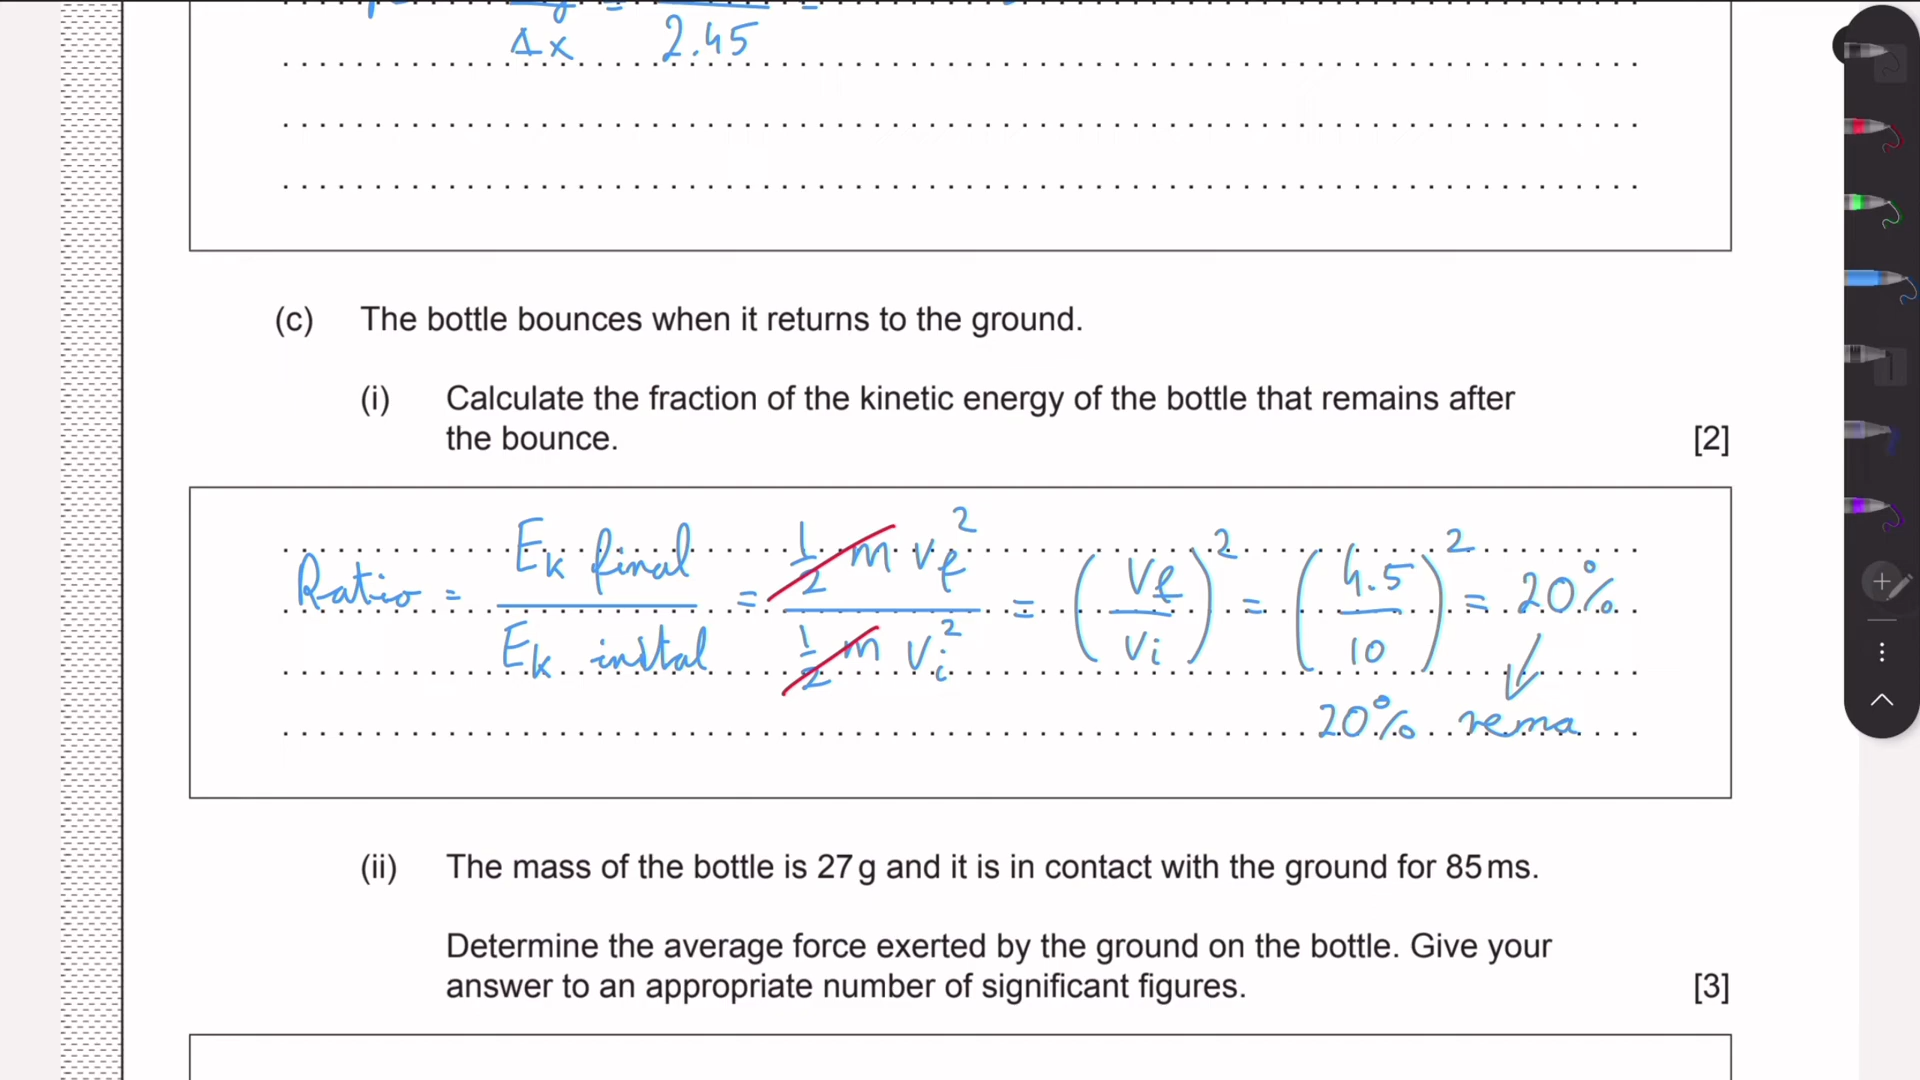 Δx 2.45
(c) The bottle bounces when it returns to the ground.
(i) Calculate the fraction of the kinetic energy of the bottle that remains after
the bounce. [2]
Ratio = Ek final / Ek inital = ½ m vf² / ½ m vi² = (vf / vi)² = (4.5 / 10)² = 20%
20% rema
(ii) The mass of the bottle is 27 g and it is in contact with the ground for 85 ms.
Determine the average force exerted by the ground on the bottle. Give your
answer to an appropriate number of significant figures. [3]